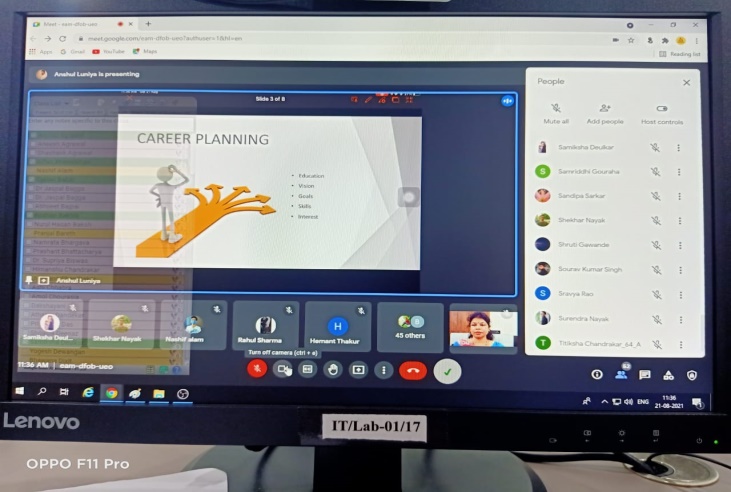 Meet - eam-dfob-ueo
meet.google.com/eam-dfob-ueo?authuser=1&hl=en
Apps
Gmail
YouTube
Maps
Reading list
Anshul Luniya is presenting
Slide 3 of 8
CAREER PLANNING
• Education
• Vision
• Goals
• Skills
• Interest
Anshul Luniya
People
Mute all
Add people
Host controls
Samiksha Deulkar
S
Samriddhi Gouraha
Sandipa Sarkar
Shekhar Nayak
Shruti Gawande
Sourav Kumar Singh
S
Sravya Rao
Surendra Nayak
T
Titiksha Chandrakar_64_A
Samiksha Deul...
Shekhar Nayak
Nashif alam
Rahul Sharma
H
Hemant Thakur
45 others
Turn off camera (ctrl + e)
11:36 AM | eam-dfob-ueo
ENG
11:36
21-08-2021
Lenovo
IT/Lab-01/17
OPPO F11 Pro